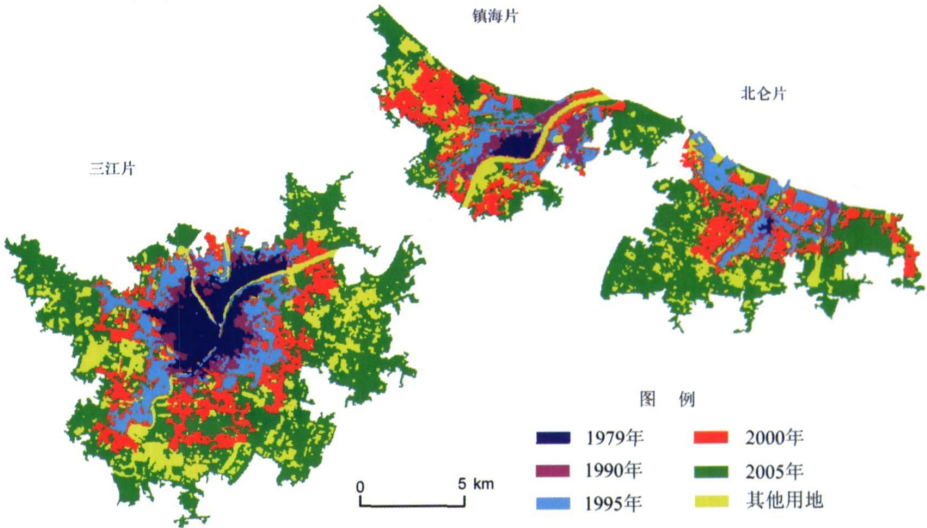 镇海片
北仑片
三江片
图 例
1979年
2000年
1990年
2005年
1995年
其他用地
0 5 km